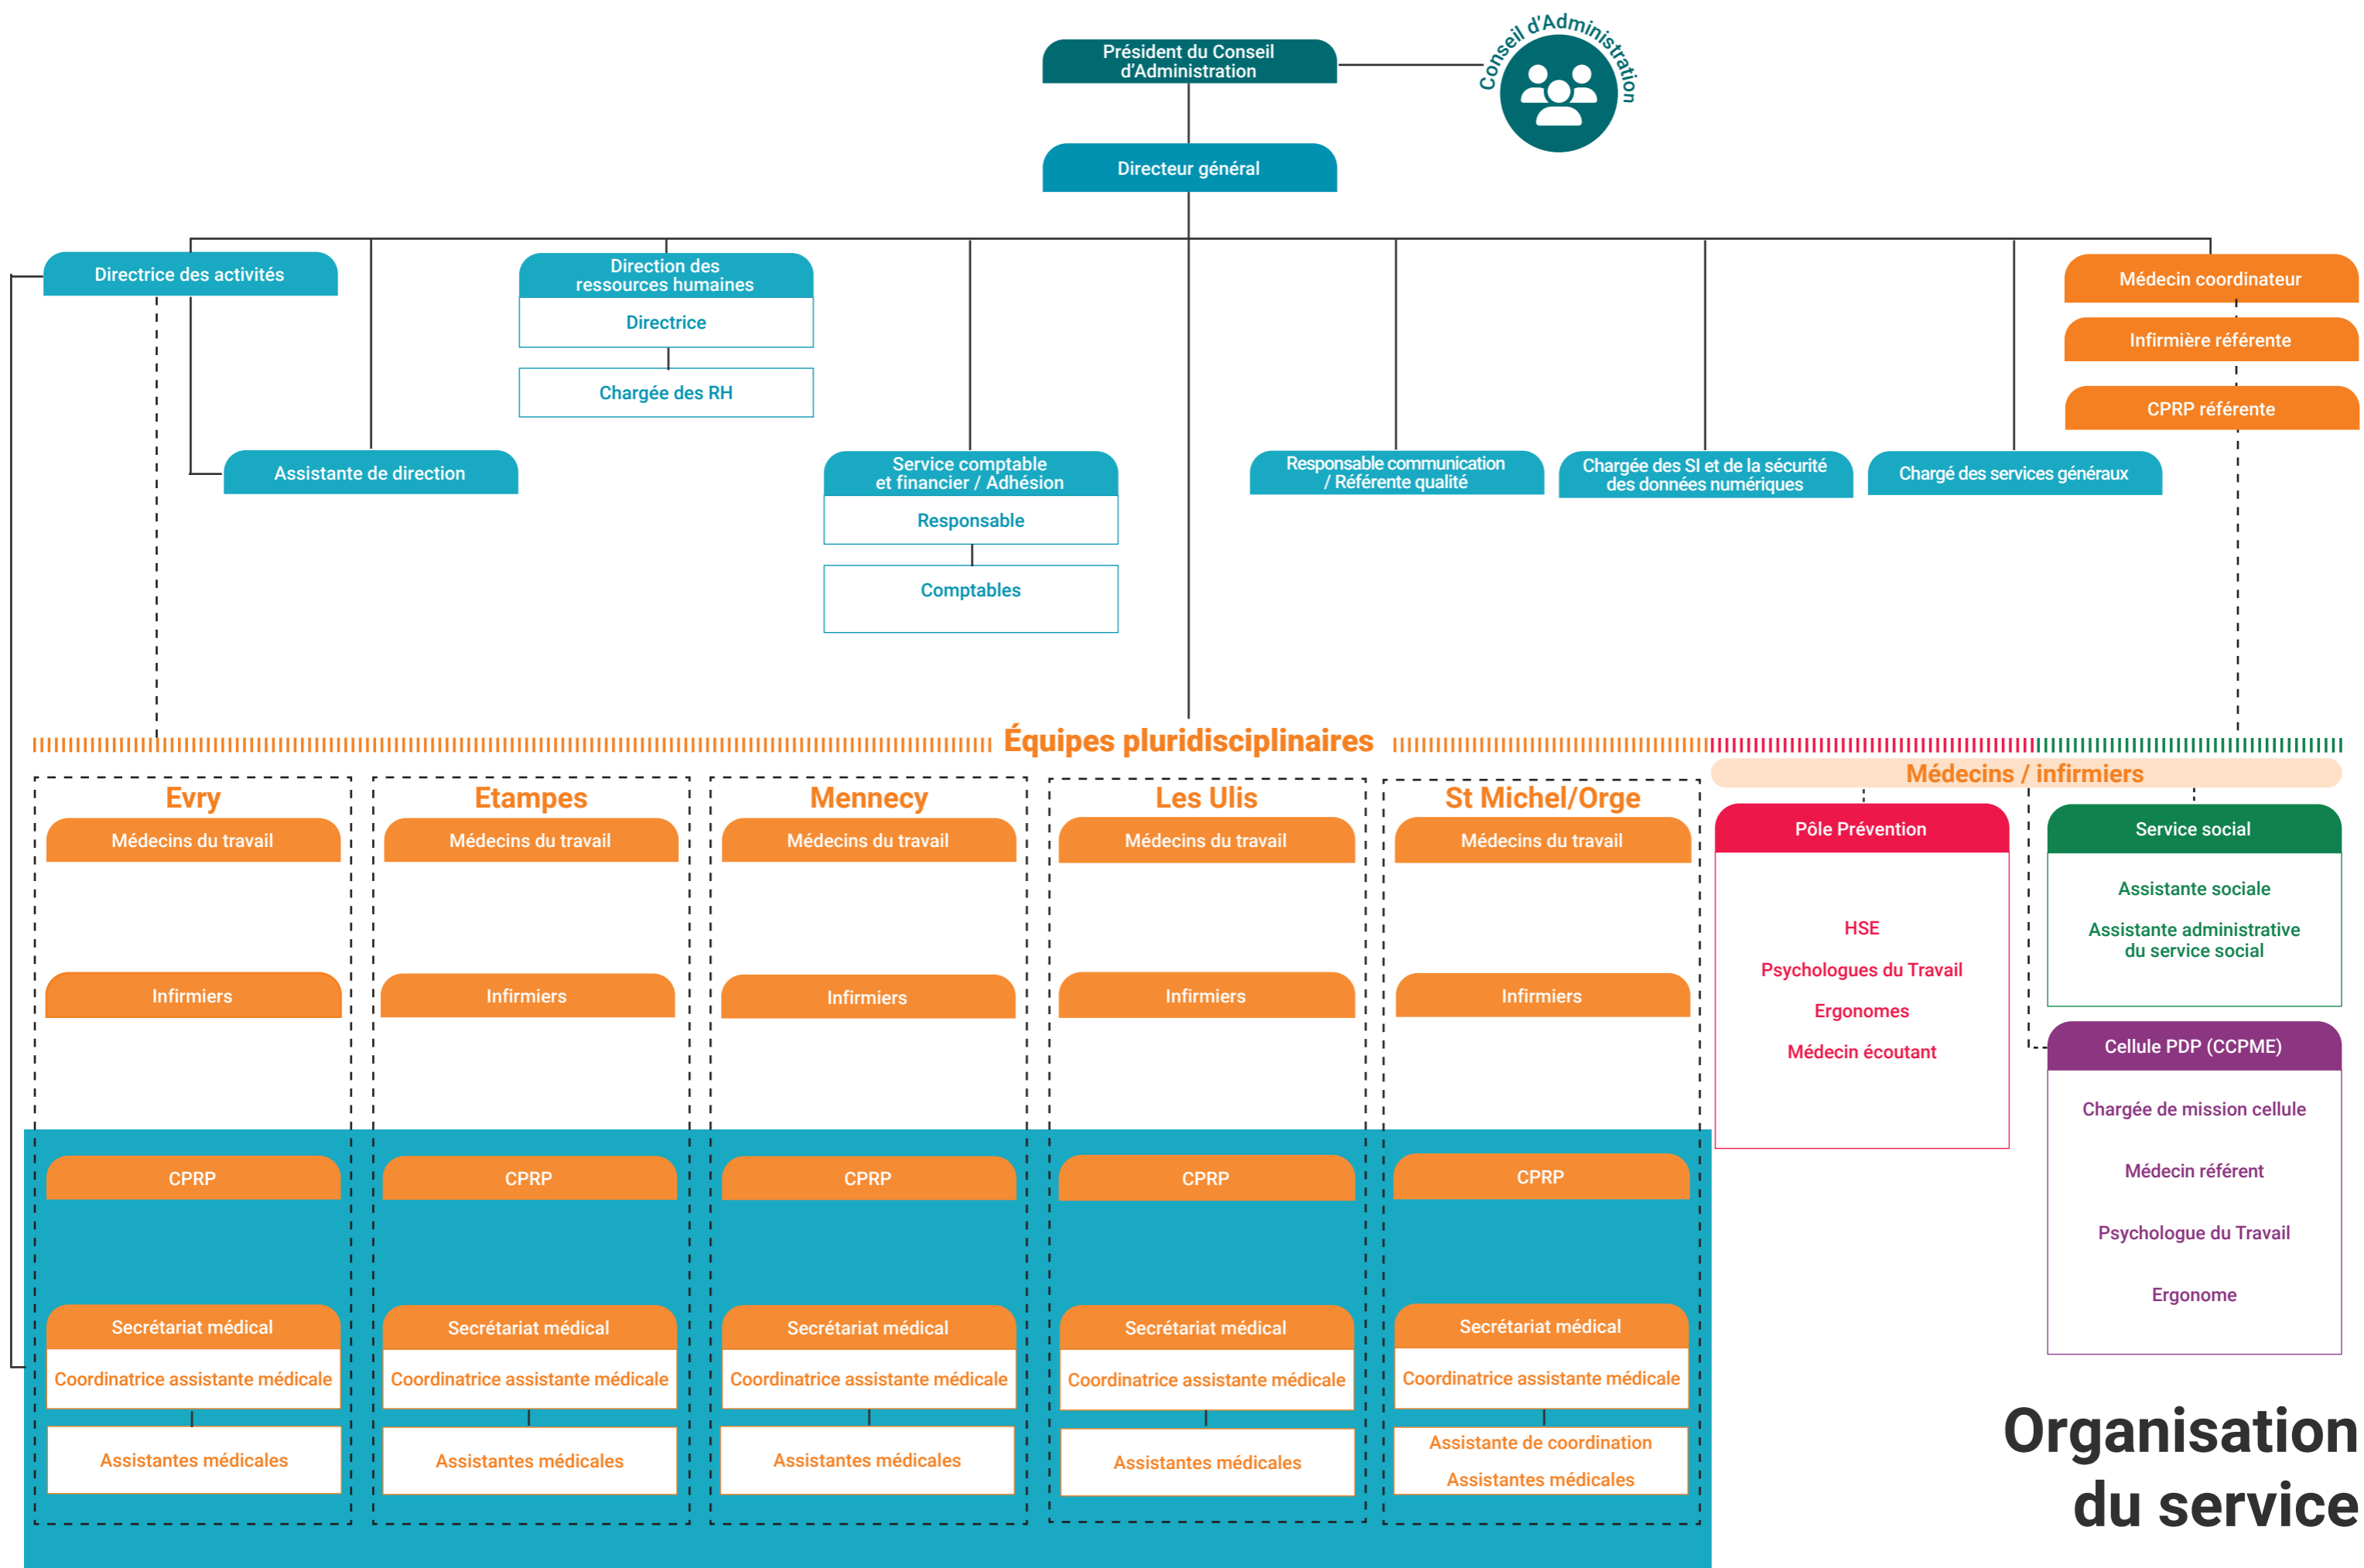 Conseil d'Administration
Président du Conseil
d'Administration
Directeur général
Directrice des activités
Direction des
ressources humaines
Directrice
Chargée des RH
Médecin coordinateur
Infirmière référente
CPRP référente
Assistante de direction
Service comptable
et financier / Adhésion
Responsable
Comptables
Responsable communication
/ Référente qualité
Chargée des SI et de la sécurité
des données numériques
Chargé des services généraux
Équipes pluridisciplinaires
Médecins / infirmiers
Evry
Médecins du travail
Infirmiers
CPRP
Secrétariat médical
Coordinatrice assistante médicale
Assistantes médicales
Etampes
Médecins du travail
Infirmiers
CPRP
Secrétariat médical
Coordinatrice assistante médicale
Assistantes médicales
Mennecy
Médecins du travail
Infirmiers
CPRP
Secrétariat médical
Coordinatrice assistante médicale
Assistantes médicales
Les Ulis
Médecins du travail
Infirmiers
CPRP
Secrétariat médical
Coordinatrice assistante médicale
Assistantes médicales
St Michel/Orge
Médecins du travail
Infirmiers
CPRP
Secrétariat médical
Coordinatrice assistante médicale
Assistante de coordination
Assistantes médicales
Pôle Prévention
HSE
Psychologues du Travail
Ergonomes
Médecin écoutant
Service social
Assistante sociale
Assistante administrative
du service social
Cellule PDP (CCPME)
Chargée de mission cellule
Médecin référent
Psychologue du Travail
Ergonome
Organisation
du service